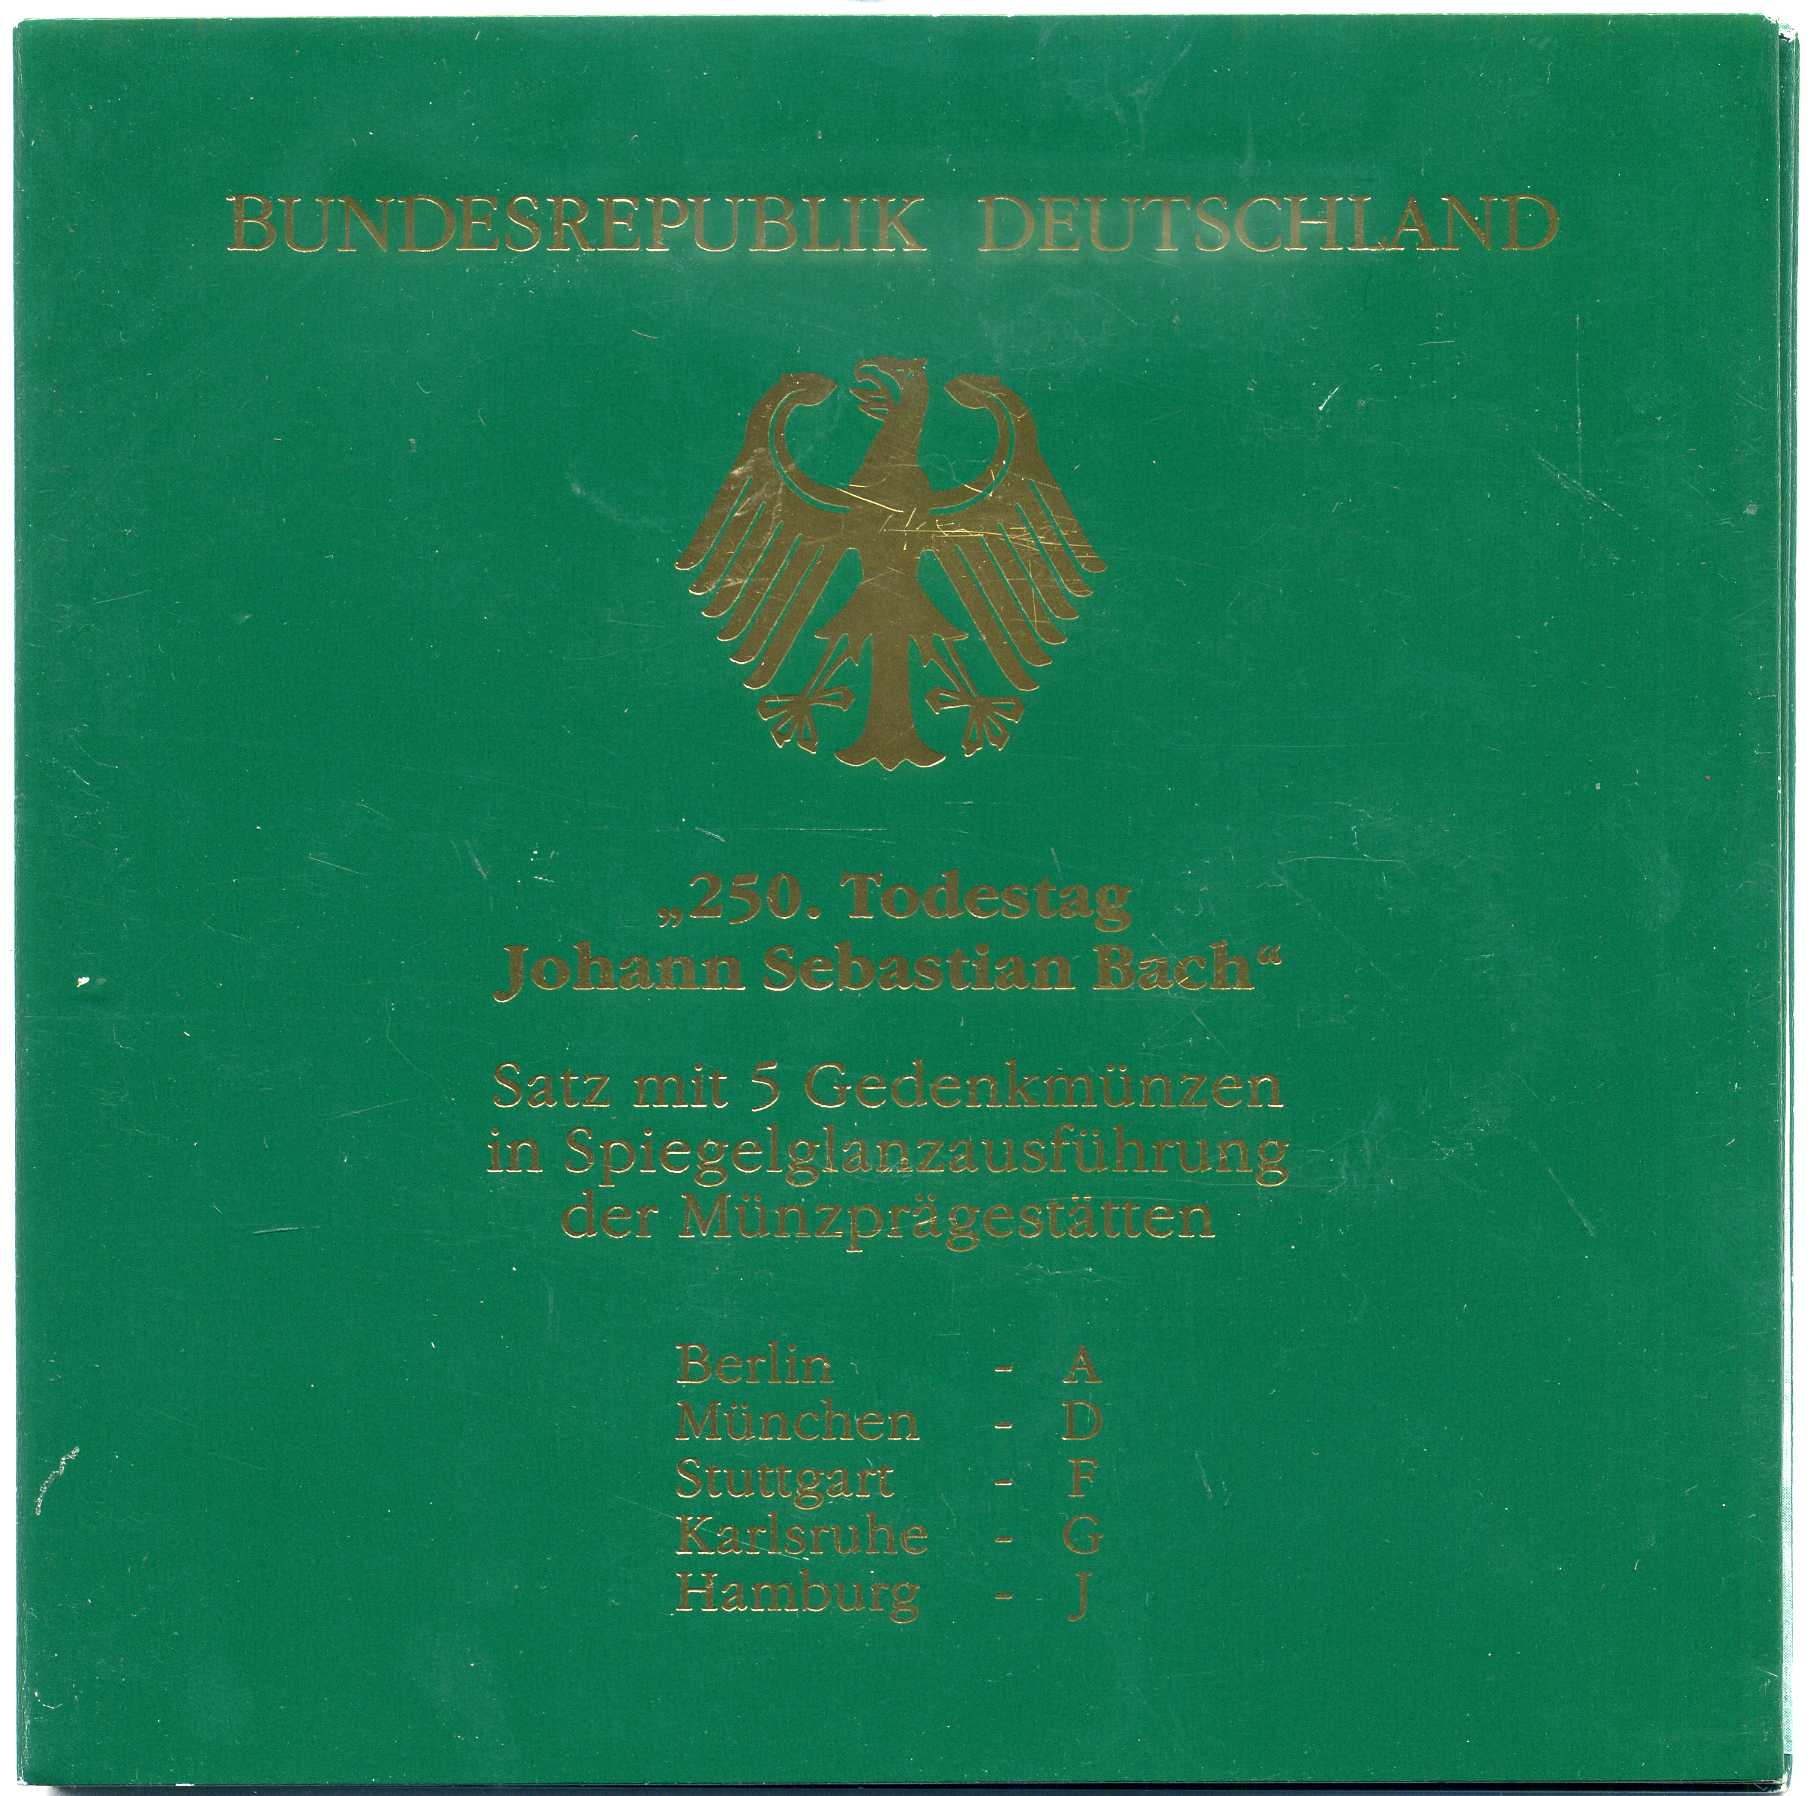 BUNDESREPUBLIK DEUTSCHLAND
„250. Todestag
Johann Sebastian Bach“
Satz mit 5 Gedenkmünzen
in Spiegelglanzausführung
der Münzprägestätten
Berlin - A
München - D
Stuttgart - F
Karlsruhe - G
Hamburg - J